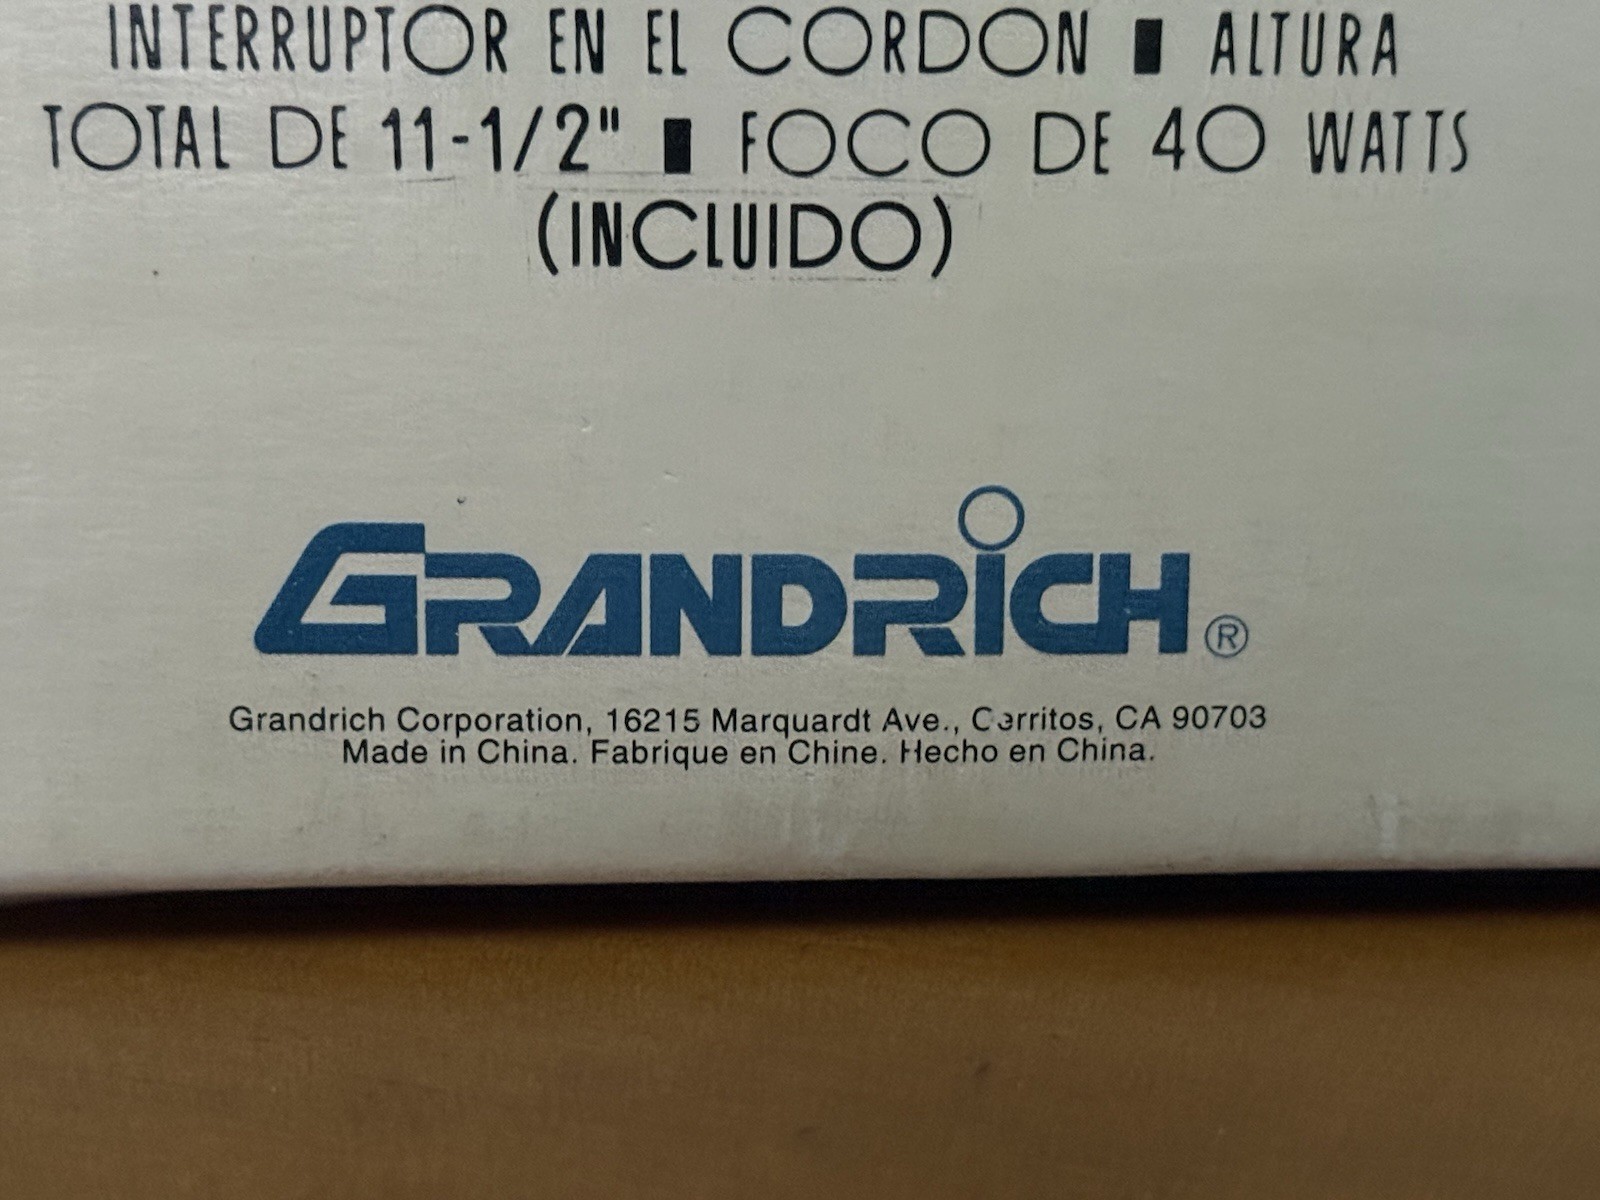 INTERRUPTOR EN EL CORDON ▮ ALTURA
TOTAL DE 11-1/2" ▮ FOCO DE 40 WATTS
(INCLUIDO)
GRANDRICH®
Grandrich Corporation, 16215 Marquardt Ave., Cerritos, CA 90703
Made in China. Fabrique en Chine. Hecho en China.